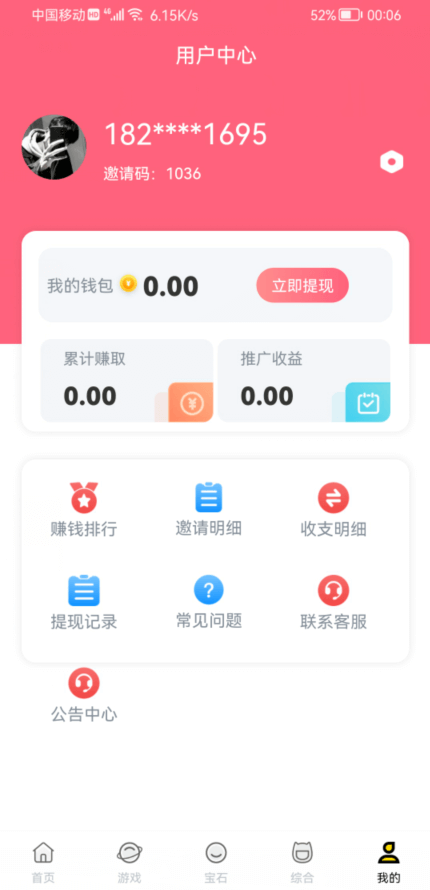 中国移动 HD 4G 6.15K/s 52% 00:06
用户中心
182****1695
邀请码：1036
我的钱包 ¥ 0.00 立即提现
累计赚取 推广收益
0.00 0.00
赚钱排行 邀请明细 收支明细
提现记录 常见问题 联系客服
公告中心
首页 游戏 宝石 综合 我的